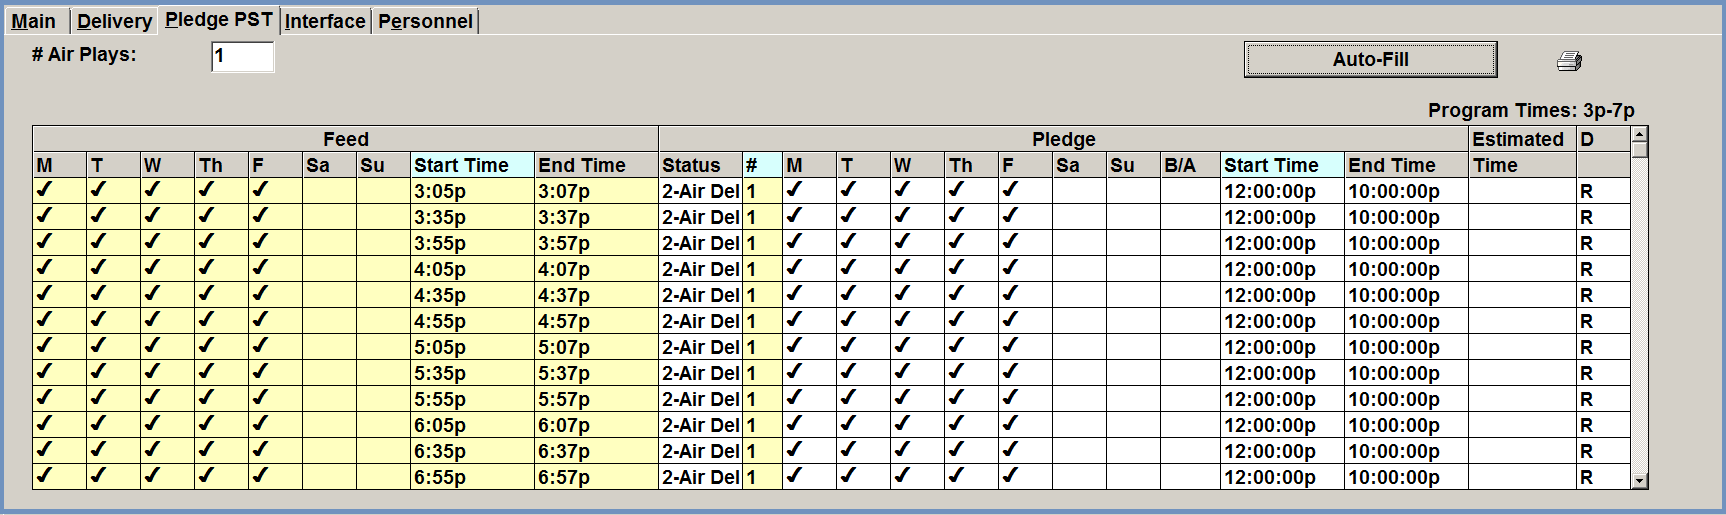 Main Delivery Pledge PST Interface Personnel
# Air Plays: 1 Auto-Fill
Program Times: 3p-7p
Feed Pledge Estimated D
M T W Th F Sa Su Start Time End Time Status # M T W Th F Sa Su B/A Start Time End Time Time
✔ ✔ ✔ ✔ ✔ 3:05p 3:07p 2-Air Del 1 ✔ ✔ ✔ ✔ ✔ 12:00:00p 10:00:00p R
✔ ✔ ✔ ✔ ✔ 3:35p 3:37p 2-Air Del 1 ✔ ✔ ✔ ✔ ✔ 12:00:00p 10:00:00p R
✔ ✔ ✔ ✔ ✔ 3:55p 3:57p 2-Air Del 1 ✔ ✔ ✔ ✔ ✔ 12:00:00p 10:00:00p R
✔ ✔ ✔ ✔ ✔ 4:05p 4:07p 2-Air Del 1 ✔ ✔ ✔ ✔ ✔ 12:00:00p 10:00:00p R
✔ ✔ ✔ ✔ ✔ 4:35p 4:37p 2-Air Del 1 ✔ ✔ ✔ ✔ ✔ 12:00:00p 10:00:00p R
✔ ✔ ✔ ✔ ✔ 4:55p 4:57p 2-Air Del 1 ✔ ✔ ✔ ✔ ✔ 12:00:00p 10:00:00p R
✔ ✔ ✔ ✔ ✔ 5:05p 5:07p 2-Air Del 1 ✔ ✔ ✔ ✔ ✔ 12:00:00p 10:00:00p R
✔ ✔ ✔ ✔ ✔ 5:35p 5:37p 2-Air Del 1 ✔ ✔ ✔ ✔ ✔ 12:00:00p 10:00:00p R
✔ ✔ ✔ ✔ ✔ 5:55p 5:57p 2-Air Del 1 ✔ ✔ ✔ ✔ ✔ 12:00:00p 10:00:00p R
✔ ✔ ✔ ✔ ✔ 6:05p 6:07p 2-Air Del 1 ✔ ✔ ✔ ✔ ✔ 12:00:00p 10:00:00p R
✔ ✔ ✔ ✔ ✔ 6:35p 6:37p 2-Air Del 1 ✔ ✔ ✔ ✔ ✔ 12:00:00p 10:00:00p R
✔ ✔ ✔ ✔ ✔ 6:55p 6:57p 2-Air Del 1 ✔ ✔ ✔ ✔ ✔ 12:00:00p 10:00:00p R